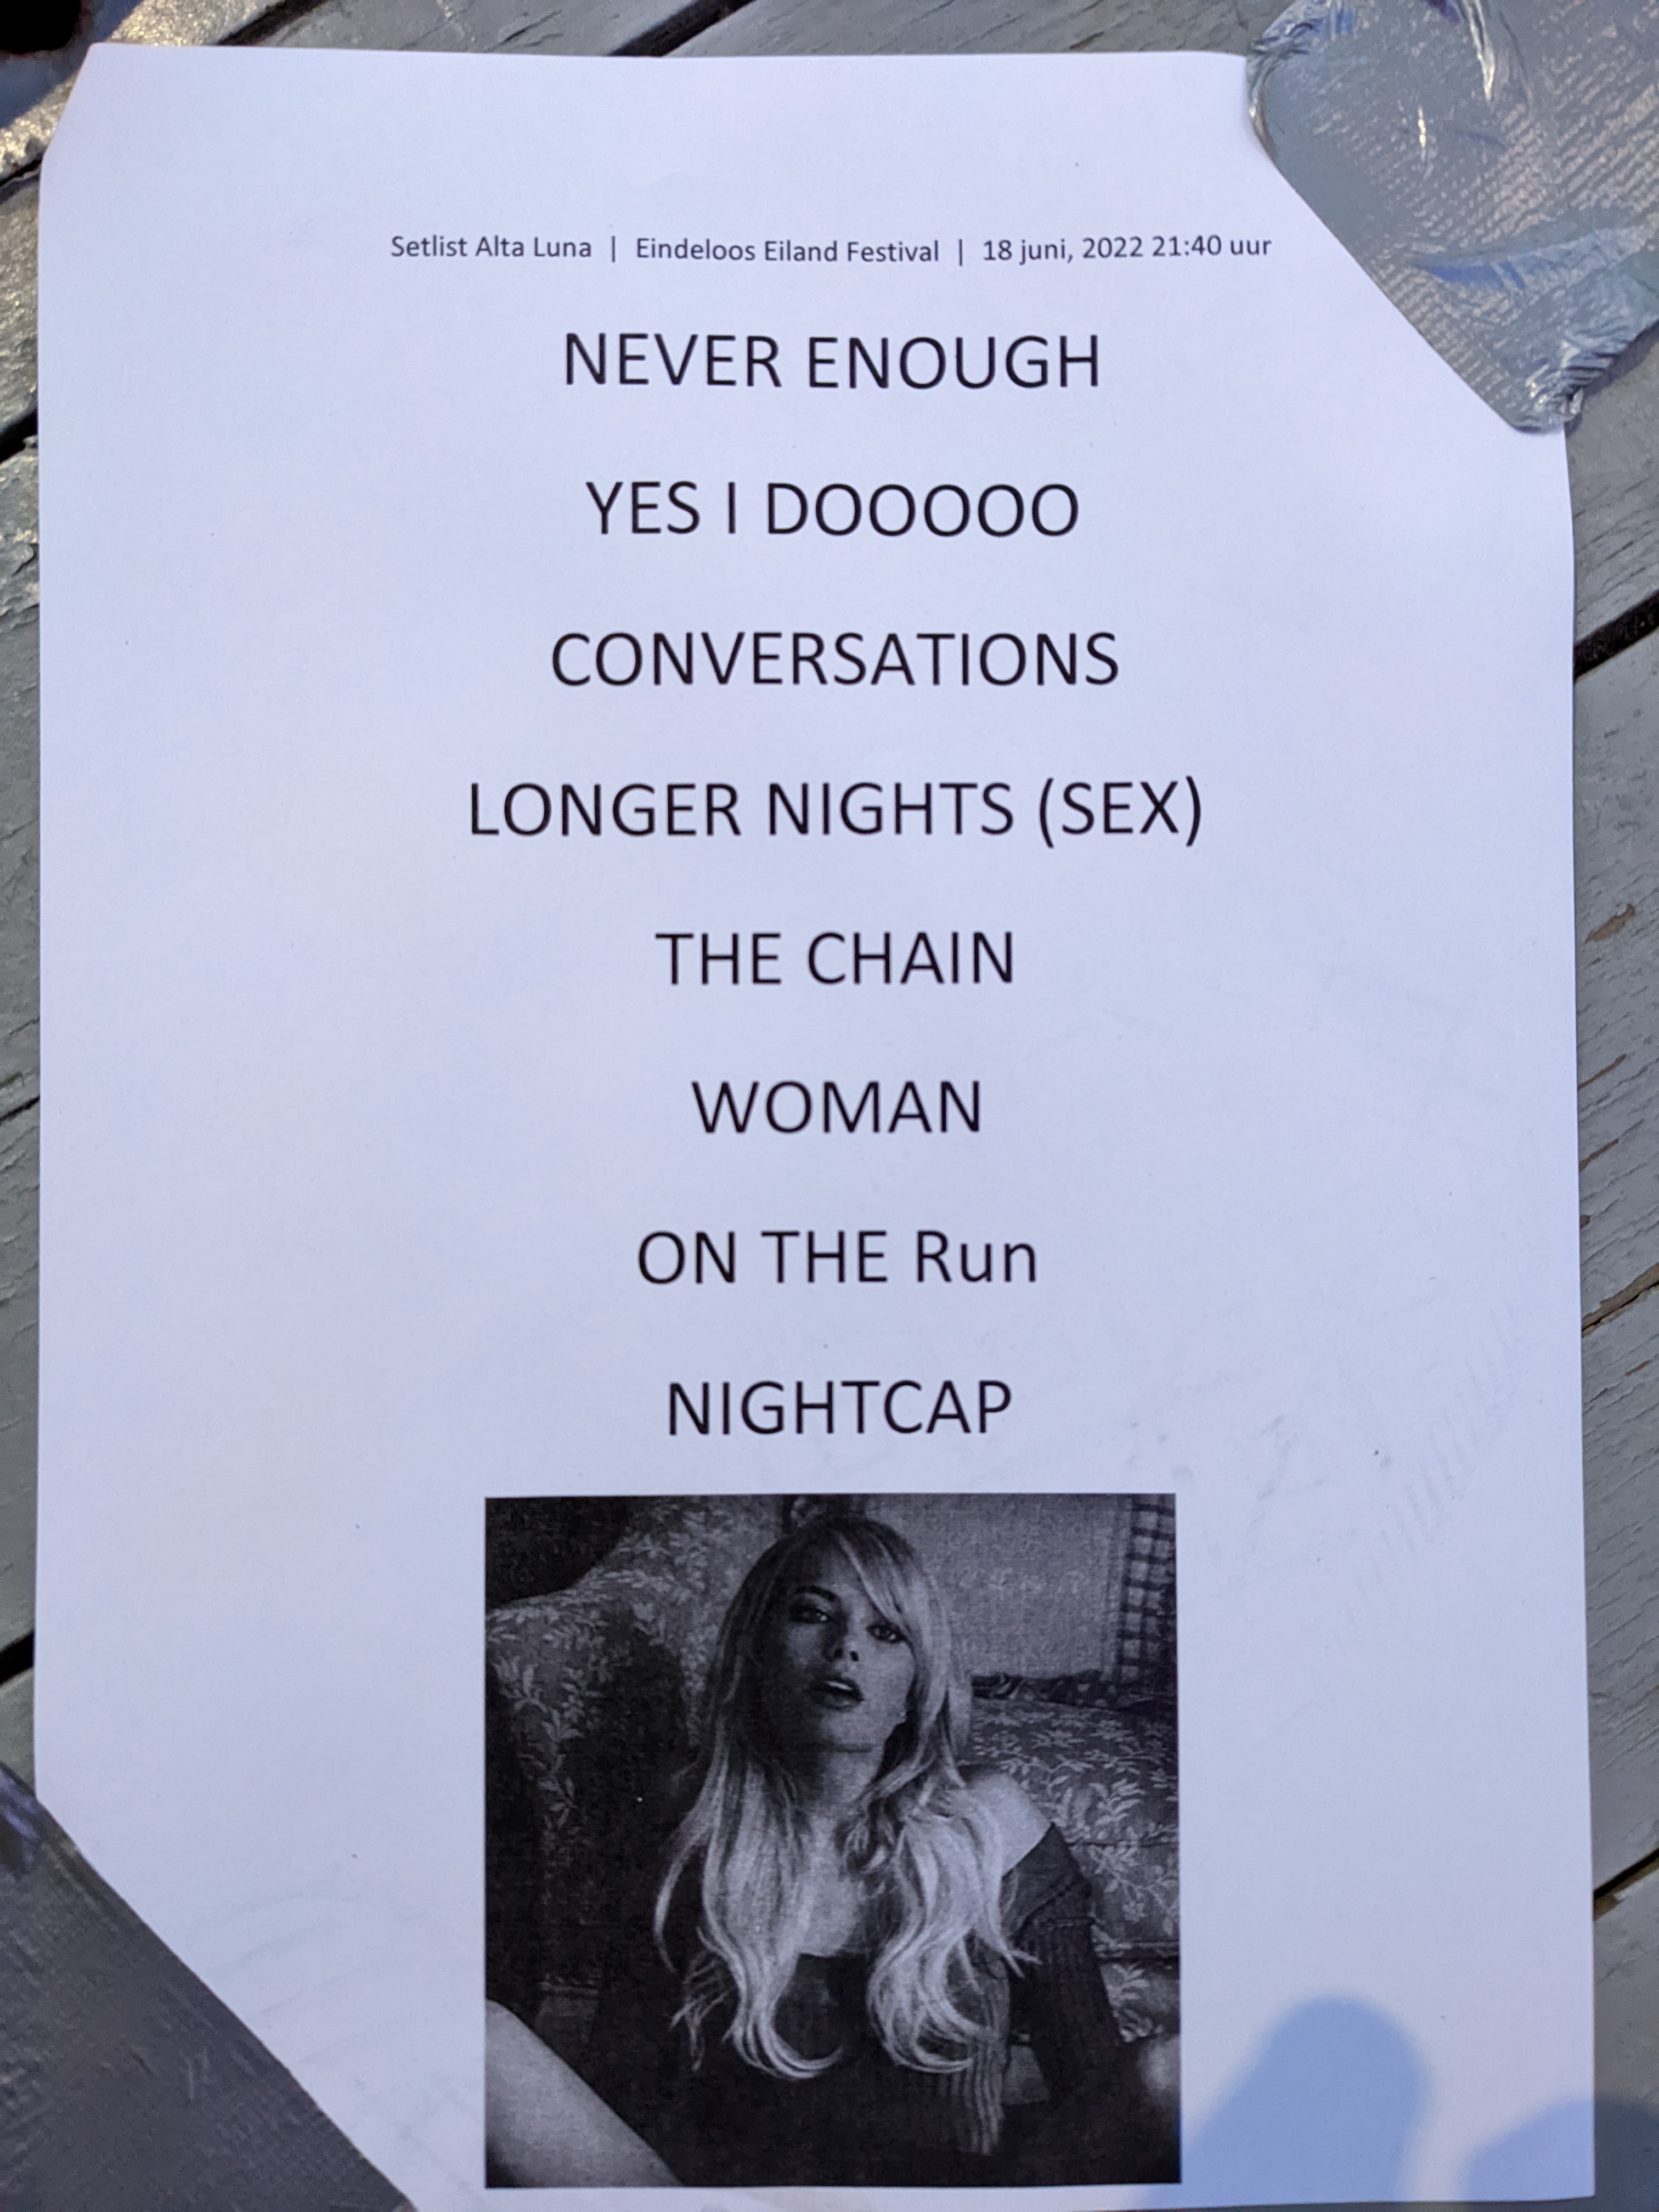 Setlist Alta Luna | Eindeloos Eiland Festival | 18 juni, 2022 21:40 uur
NEVER ENOUGH
YES I DOOOOO
CONVERSATIONS
LONGER NIGHTS (SEX)
THE CHAIN
WOMAN
ON THE Run
NIGHTCAP